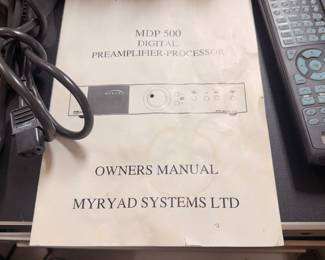 MDP 500
DIGITAL
PREAMPLIFIER-PROCESSOR
OWNERS MANUAL
MYRYAD SYSTEMS LTD